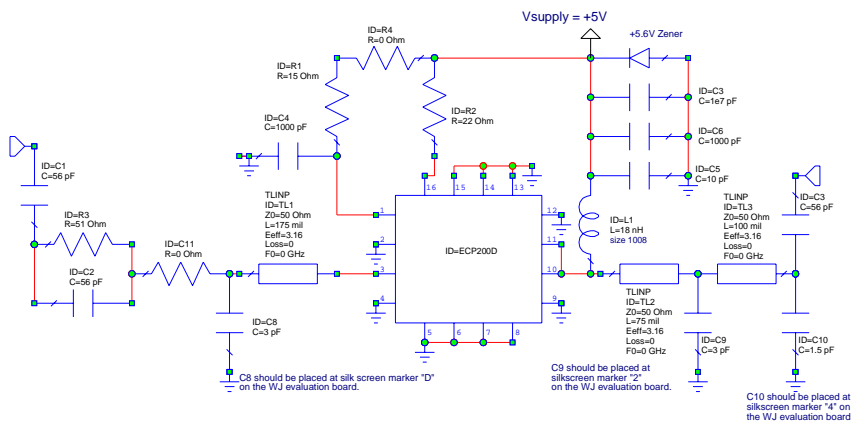 Vsupply = +5V
+5.6V Zener
ID=R4
R=0 Ohm
ID=R1
R=15 Ohm
ID=C4
C=1000 pF
ID=R2
R=22 Ohm
ID=C3
C=1e7 pF
ID=C6
C=1000 pF
ID=C5
C=10 pF
ID=C1
C=56 pF
ID=R3
R=51 Ohm
ID=C2
C=56 pF
ID=C11
R=0 Ohm
TLINP
ID=TL1
Z0=50 Ohm
L=175 mil
Eeff=3.16
Loss=0
F0=0 GHz
ID=C8
C=3 pF
16
15
14
13
1
2
3
4
ID=ECP200D
12
11
10
9
5
6
7
8
ID=L1
L=18 nH
size 1008
TLINP
ID=TL3
Z0=50 Ohm
L=100 mil
Eeff=3.16
Loss=0
F0=0 GHz
ID=C3
C=56 pF
TLINP
ID=TL2
Z0=50 Ohm
L=75 mil
Eeff=3.16
Loss=0
F0=0 GHz
ID=C9
C=3 pF
ID=C10
C=1.5 pF
C8 should be placed at silk screen marker "D"
on the WJ evaluation board.
C9 should be placed at
silkscreen marker "2"
on the WJ evaluation board.
C10 should be placed at
silkscreen marker "4" on
the WJ evaluation board